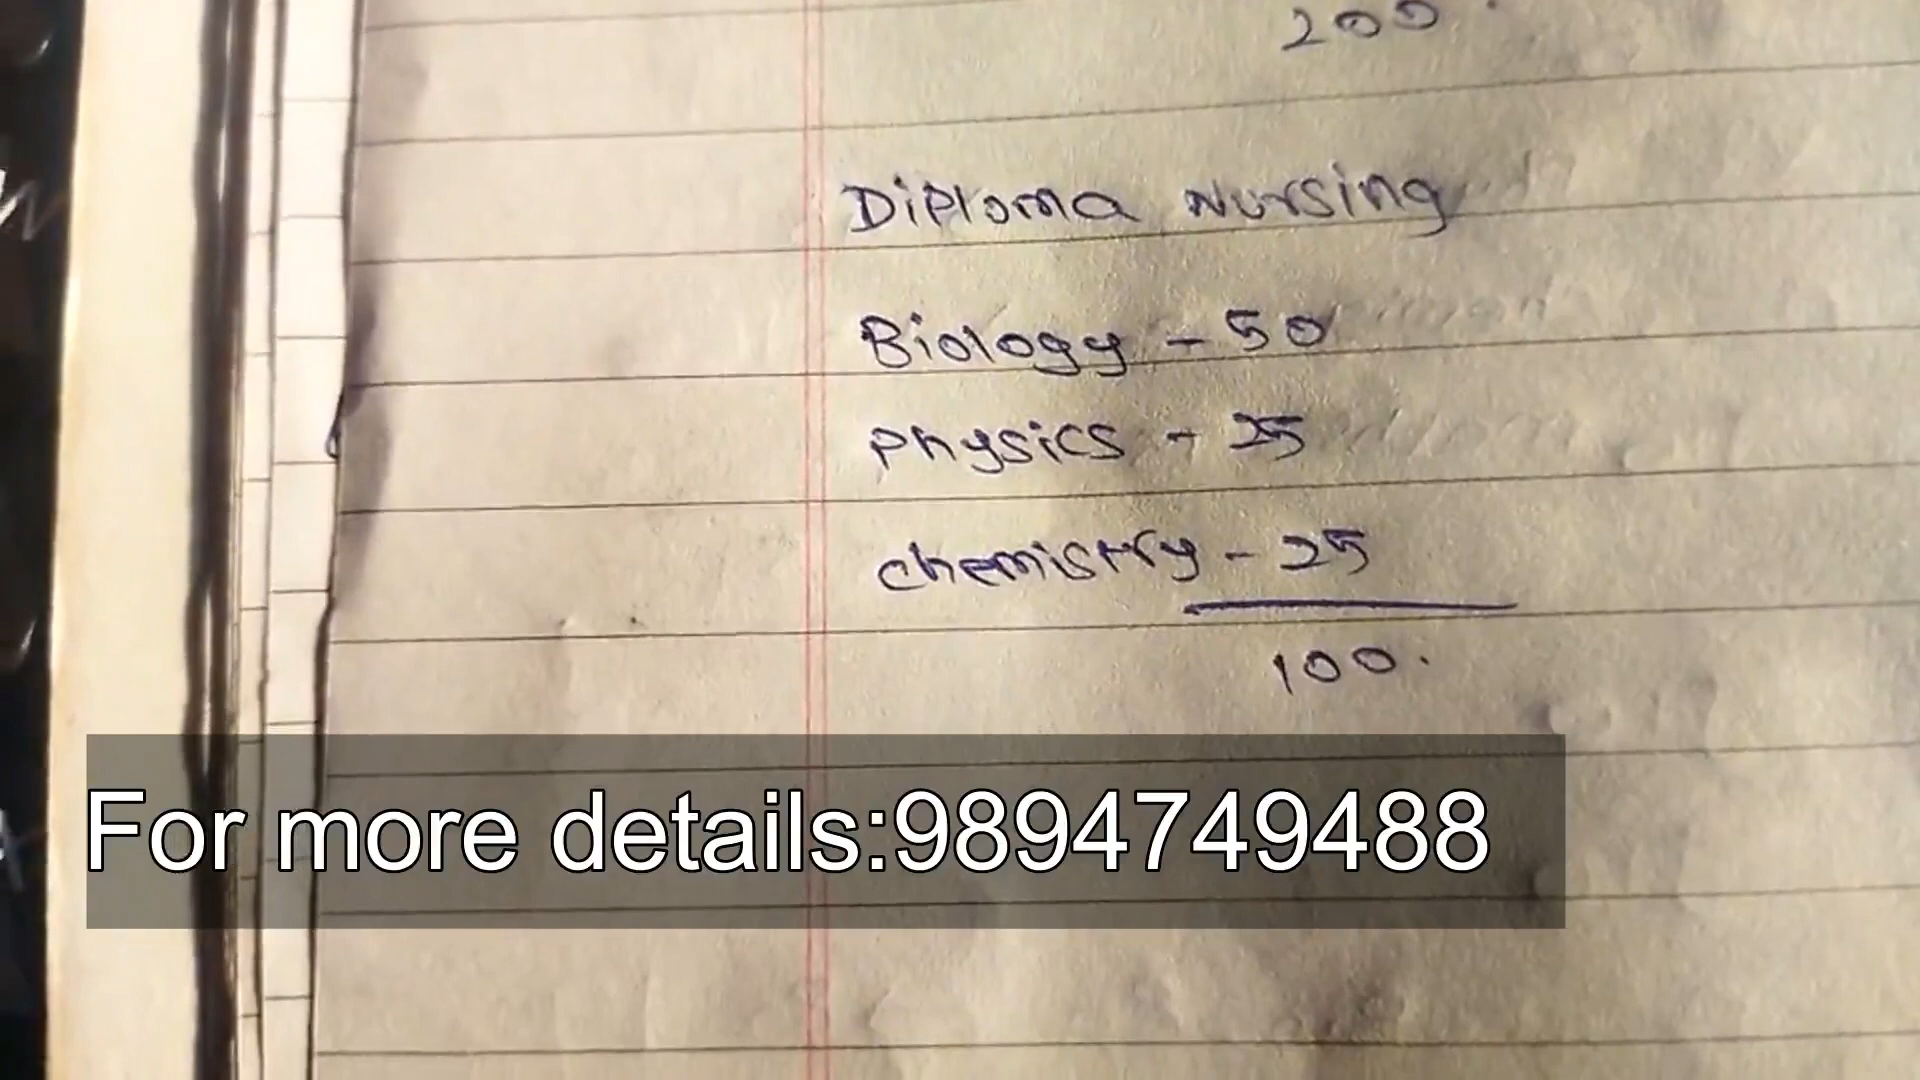 200.
Diploma Nursing
Biology - 50
Physics - 25
chemistry - 25
100.
For more details:9894749488